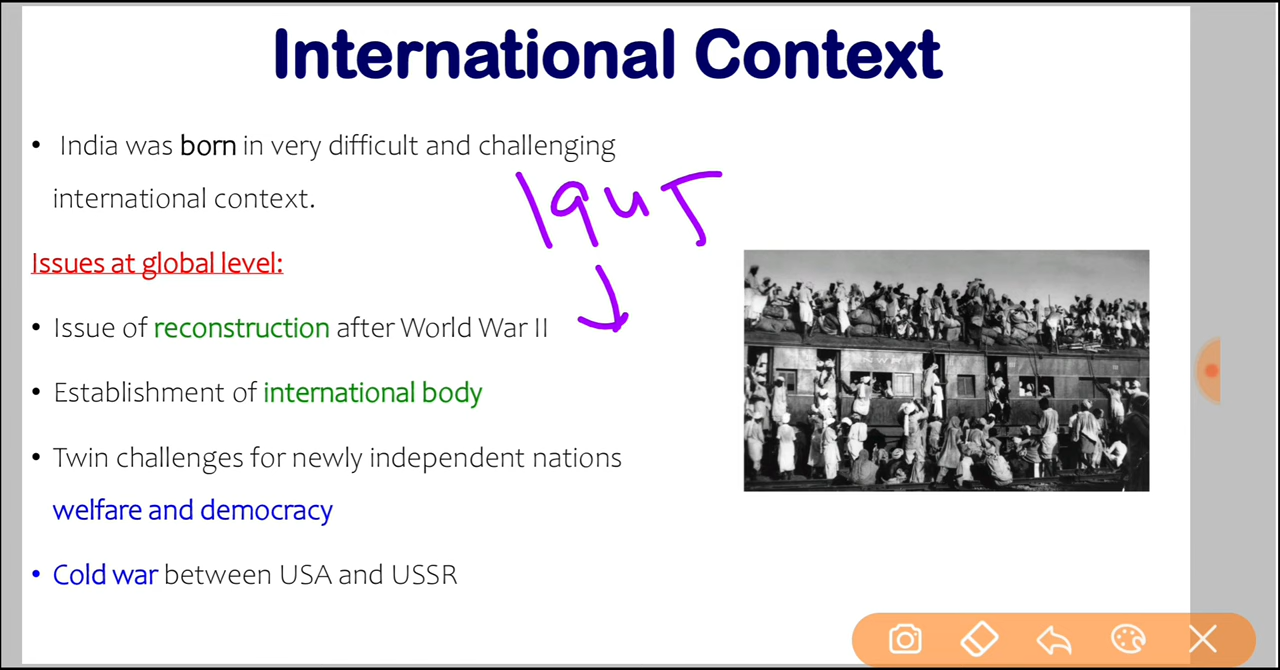 International Context
• India was born in very difficult and challenging
international context.
1945
Issues at global level:
• Issue of reconstruction after World War II
• Establishment of international body
• Twin challenges for newly independent nations
welfare and democracy
• Cold war between USA and USSR